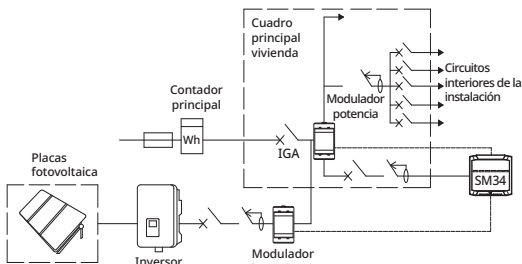 Cuadro
principal
vivienda
Circuitos
interiores de la
instalación
Modulador
potencia
Contador
principal
Wh
IGA
SM34
Placas
fotovoltaica
Inversor
Modulador